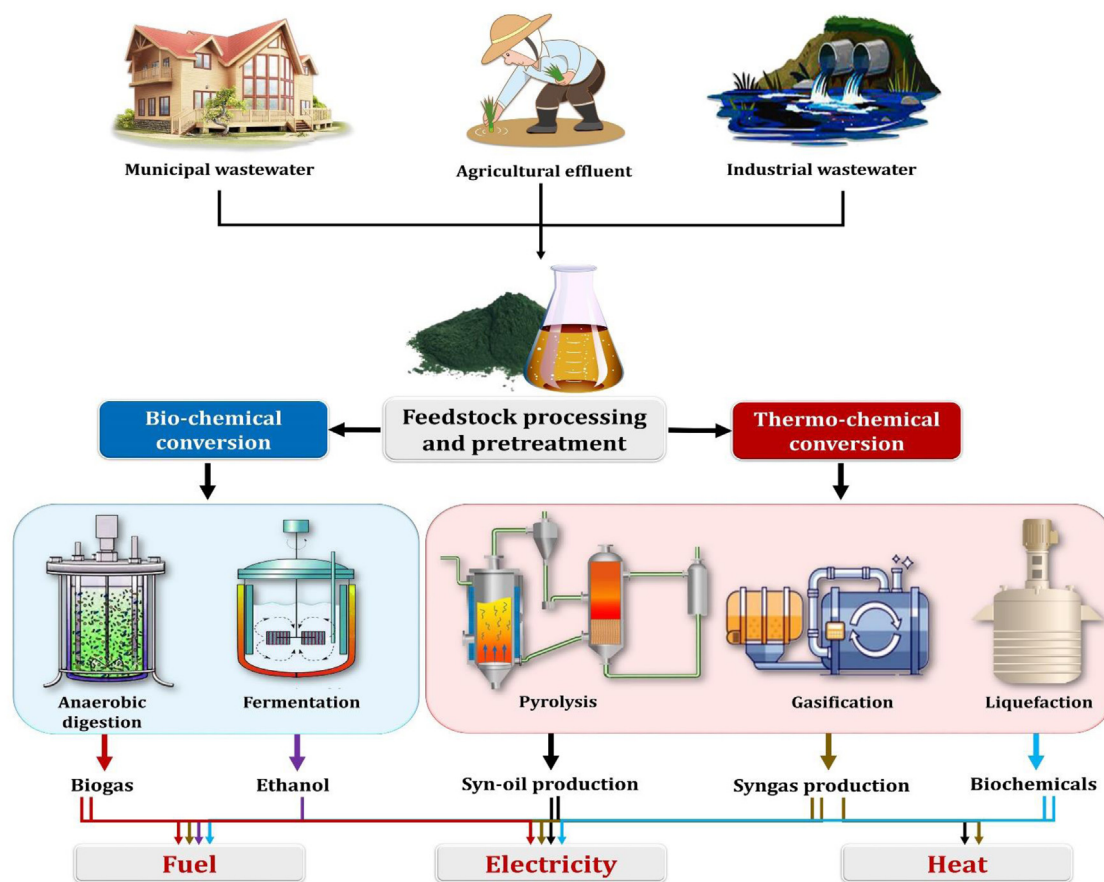 Municipal wastewater
Agricultural effluent
Industrial wastewater
Bio-chemical
conversion
Feedstock processing
and pretreatment
Thermo-chemical
conversion
Anaerobic
digestion
Fermentation
Pyrolysis
Gasification
Liquefaction
Biogas
Ethanol
Syn-oil production
Syngas production
Biochemicals
Fuel
Electricity
Heat